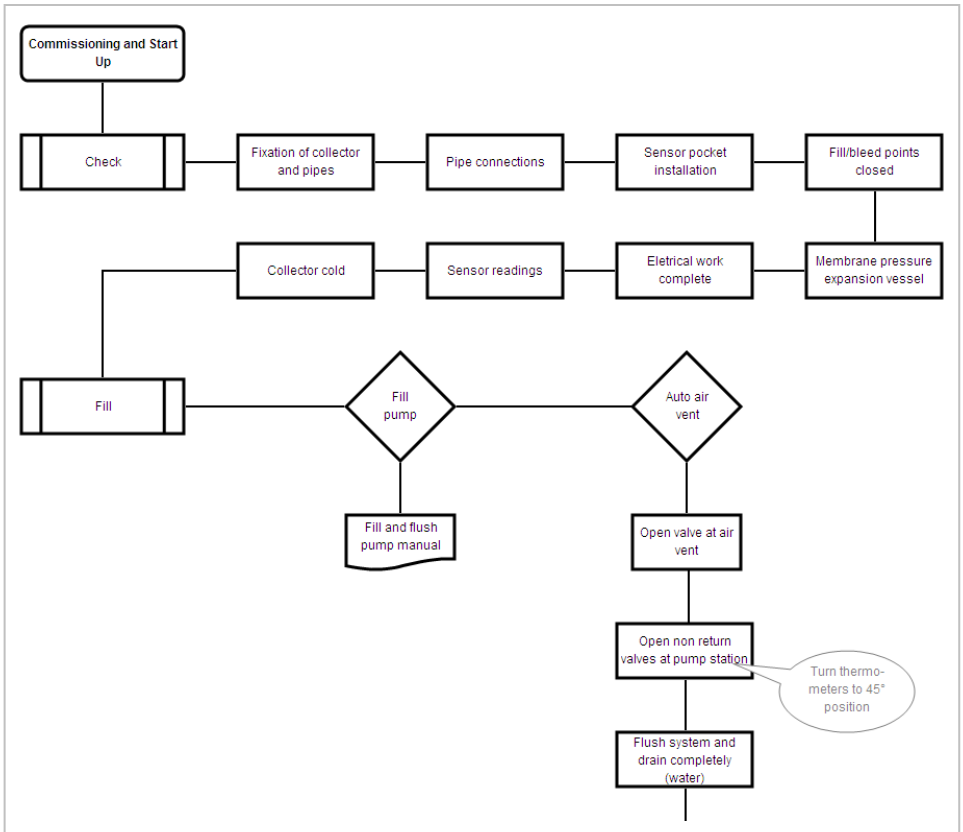 Commissioning and Start
Up
Check
Fixation of collector
and pipes
Pipe connections
Sensor pocket
installation
Fill/bleed points
closed
Collector cold
Sensor readings
Eletrical work
complete
Membrane pressure
expansion vessel
Fill
Fill
pump
Auto air
vent
Fill and flush
pump manual
Open valve at air
vent
Open non return
valves at pump station
Turn thermo-
meters to 45°
position
Flush system and
drain completely
(water)